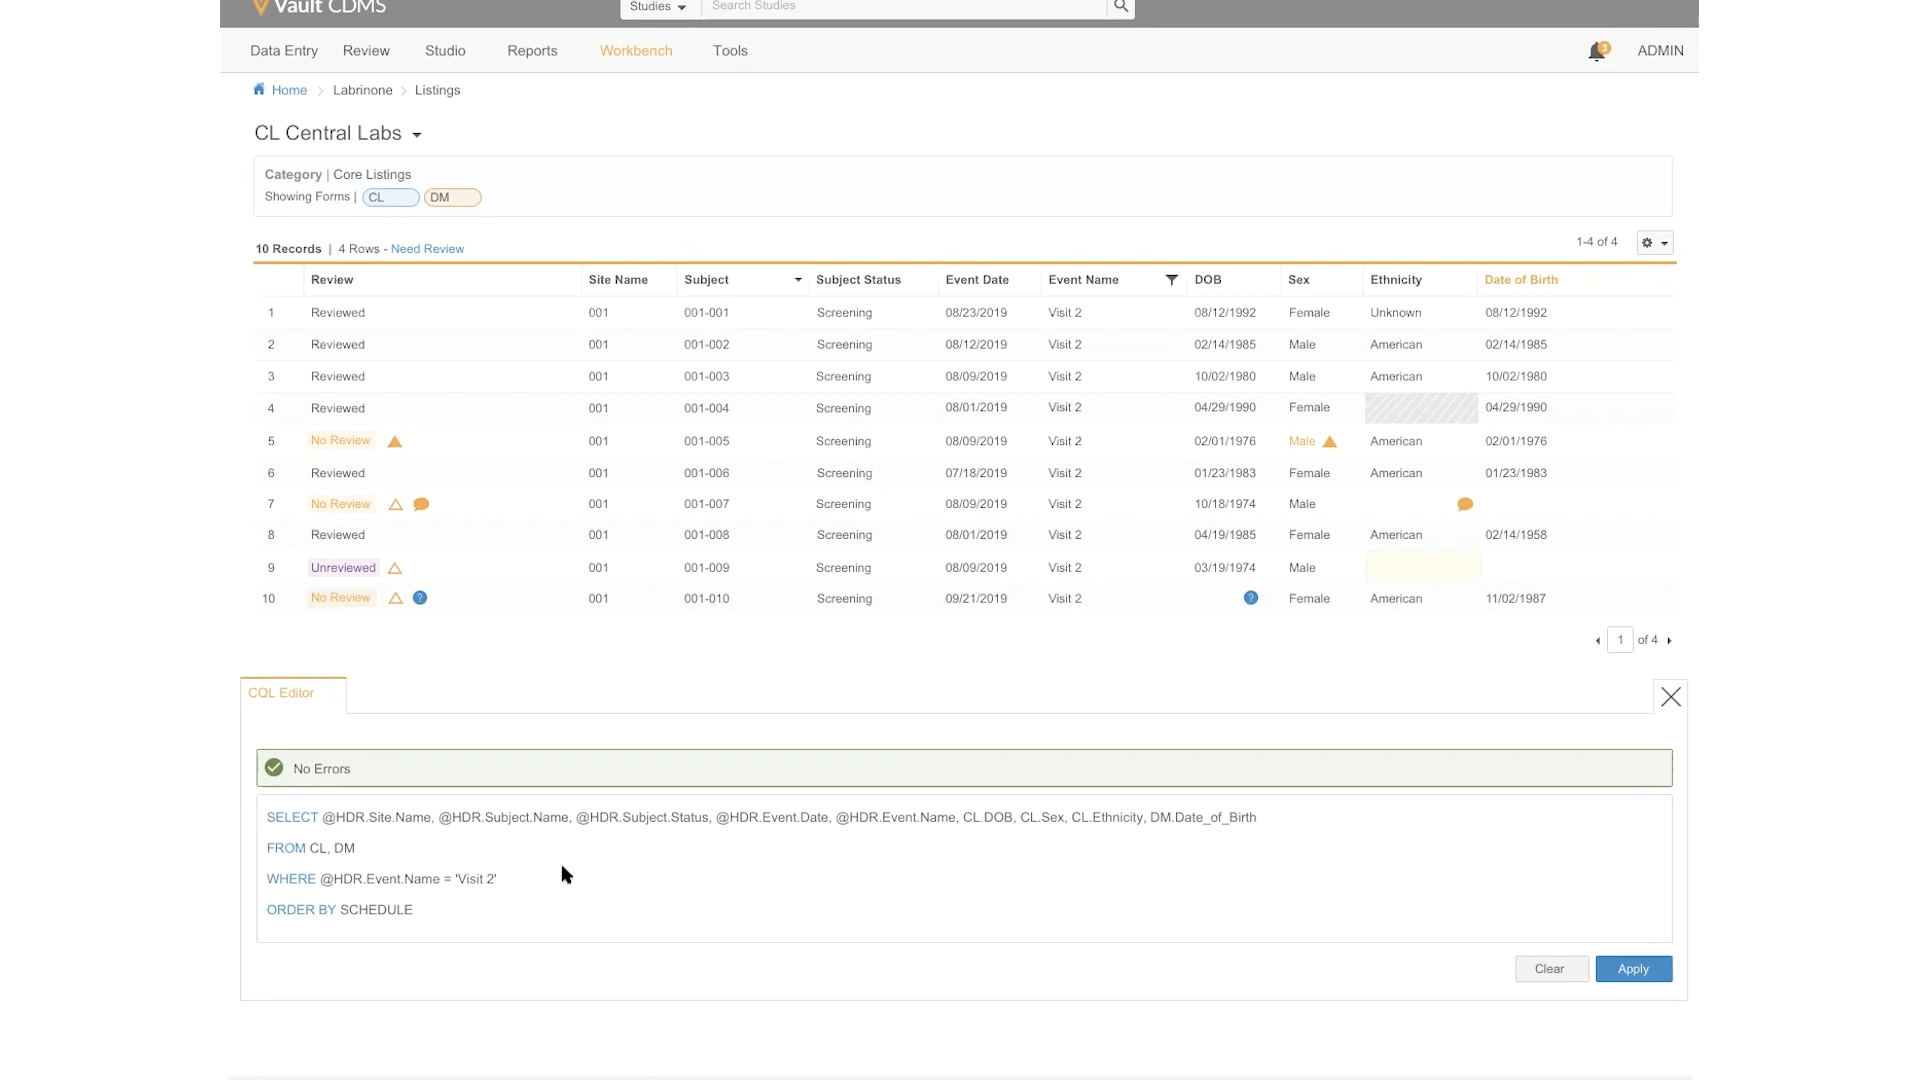 Vault CDMS Studies Search Studies
Data Entry Review Studio Reports Workbench Tools 3 ADMIN
Home > Labrinone > Listings
CL Central Labs
Category | Core Listings
Showing Forms | CL DM
10 Records | 4 Rows - Need Review 1-4 of 4
Review Site Name Subject Subject Status Event Date Event Name DOB Sex Ethnicity Date of Birth
1 Reviewed 001 001-001 Screening 08/23/2019 Visit 2 08/12/1992 Female Unknown 08/12/1992
2 Reviewed 001 001-002 Screening 08/12/2019 Visit 2 02/14/1985 Male American 02/14/1985
3 Reviewed 001 001-003 Screening 08/09/2019 Visit 2 10/02/1980 Male American 10/02/1980
4 Reviewed 001 001-004 Screening 08/01/2019 Visit 2 04/29/1990 Female 04/29/1990
5 No Review 001 001-005 Screening 08/09/2019 Visit 2 02/01/1976 Male American 02/01/1976
6 Reviewed 001 001-006 Screening 07/18/2019 Visit 2 01/23/1983 Female American 01/23/1983
7 No Review 001 001-007 Screening 08/09/2019 Visit 2 10/18/1974 Male
8 Reviewed 001 001-008 Screening 08/01/2019 Visit 2 04/19/1985 Female American 02/14/1958
9 Unreviewed 001 001-009 Screening 08/09/2019 Visit 2 03/19/1974 Male
10 No Review ? 001 001-010 Screening 09/21/2019 Visit 2 ? Female American 11/02/1987
1 of 4
CQL Editor
No Errors
SELECT @HDR.Site.Name, @HDR.Subject.Name, @HDR.Subject.Status, @HDR.Event.Date, @HDR.Event.Name, CL.DOB, CL.Sex, CL.Ethnicity, DM.Date_of_Birth
FROM CL, DM
WHERE @HDR.Event.Name = 'Visit 2'
ORDER BY SCHEDULE
Clear Apply